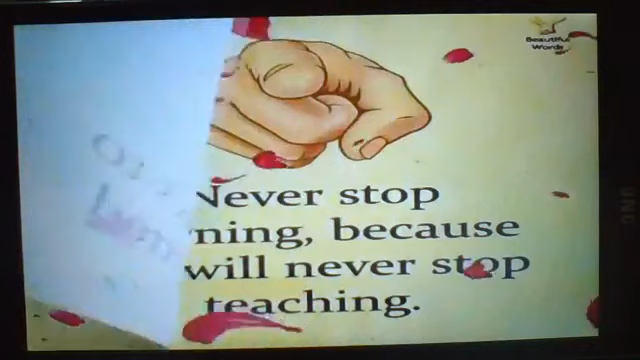 Beautiful
Words
Never stop
ning, because
will never stop
teaching.